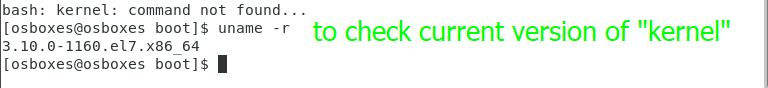 bash: kernel: command not found...
[osboxes@osboxes boot]$ uname -r
to check current version of "kernel"
3.10.0-1160.el7.x86_64
[osboxes@osboxes boot]$